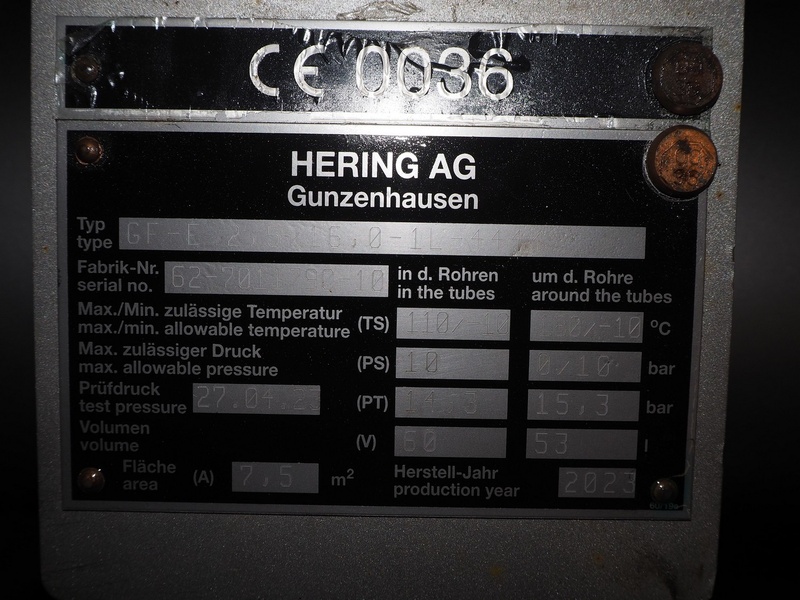 CE 0036
HERING AG
Gunzenhausen
Typ
type
Fabrik-Nr.
serial no.
in d. Rohren
in the tubes
um d. Rohre
around the tubes
Max./Min. zulässige Temperatur
max./min. allowable temperature (TS) °C
Max. zulässiger Druck
max. allowable pressure (PS) 10 0/10 bar
Prüfdruck
test pressure (PT) 15,3 bar
Volumen
volume (V) 60 53 l
Fläche
area (A) 7,5 m²
Herstell-Jahr
production year 2023